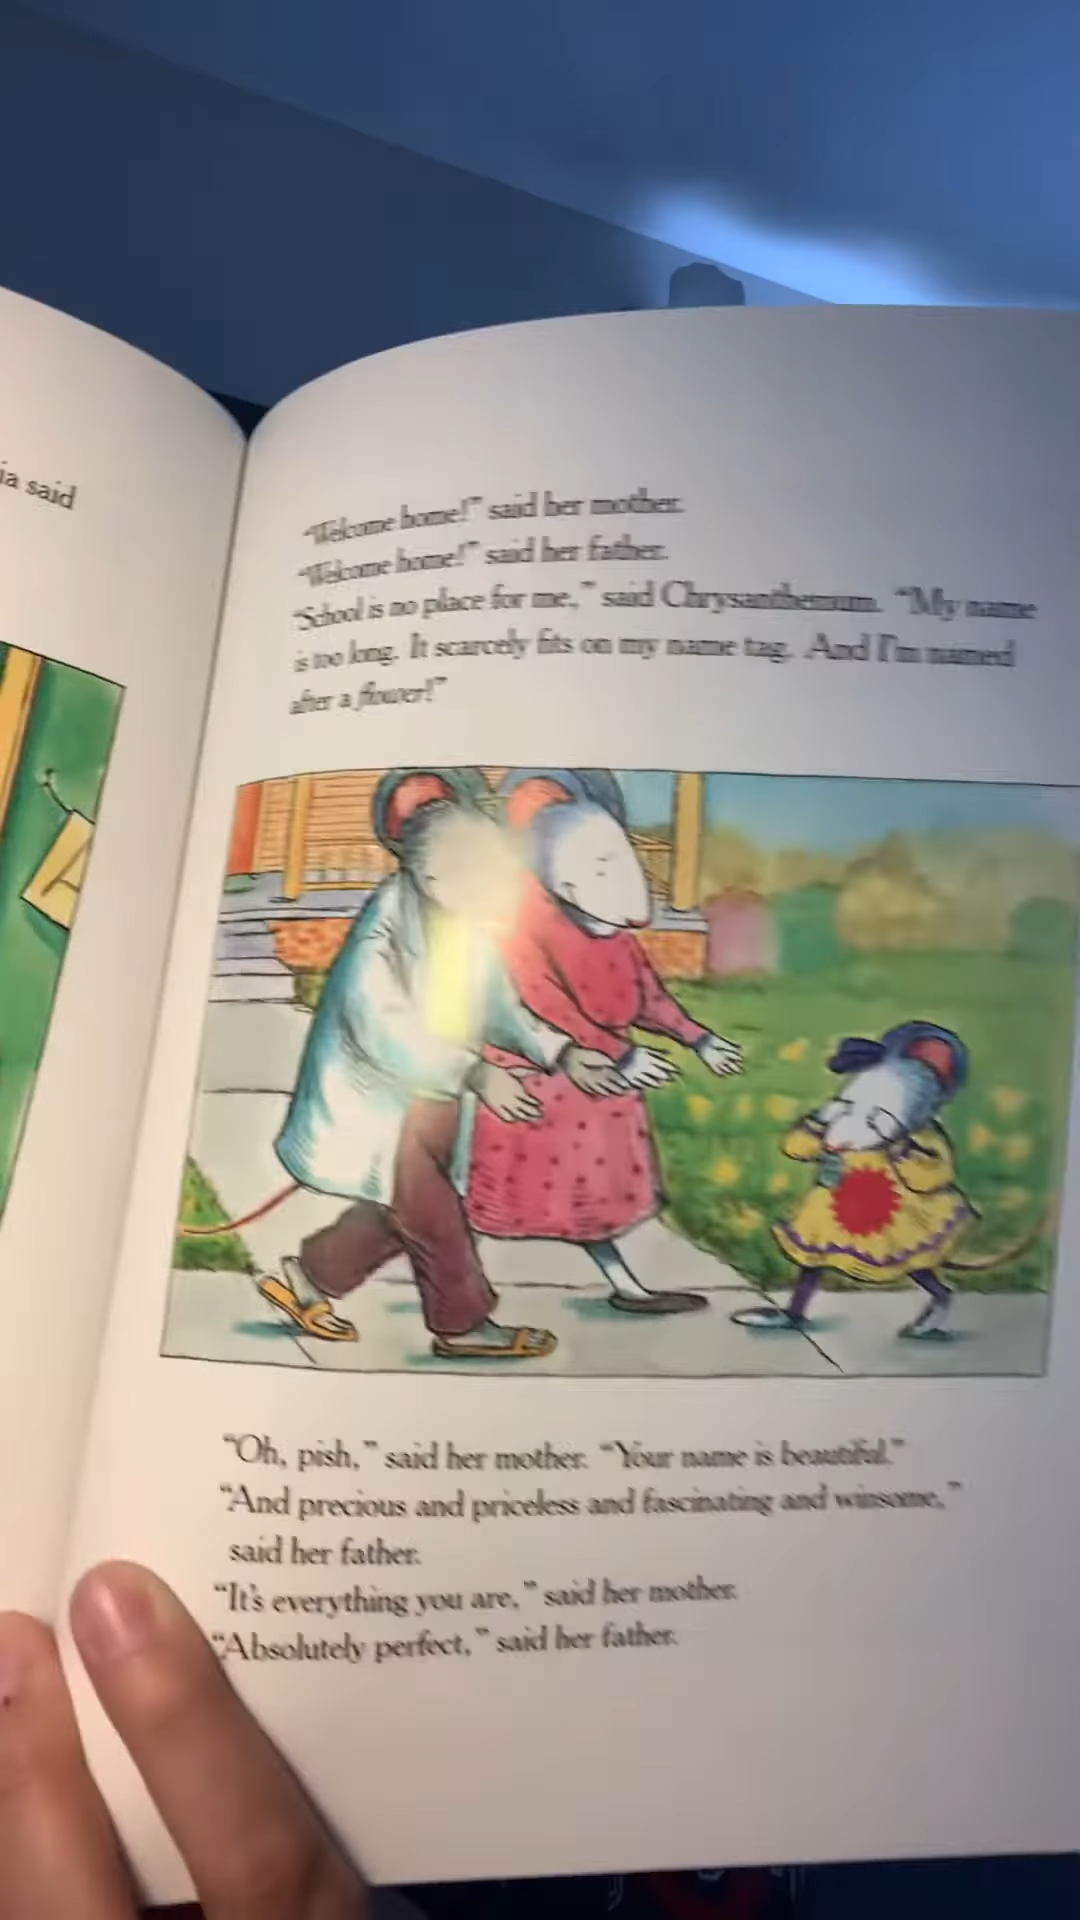 ia said
"Welcome home!" said her mother.
"Welcome home!" said her father.
"School is no place for me," said Chrysanthemum. "My name
is too long. It scarcely fits on my name tag. And I'm named
after a flower!"
A
"Oh, pish," said her mother. "Your name is beautiful."
"And precious and priceless and fascinating and winsome,"
said her father.
"It's everything you are," said her mother.
"Absolutely perfect," said her father.